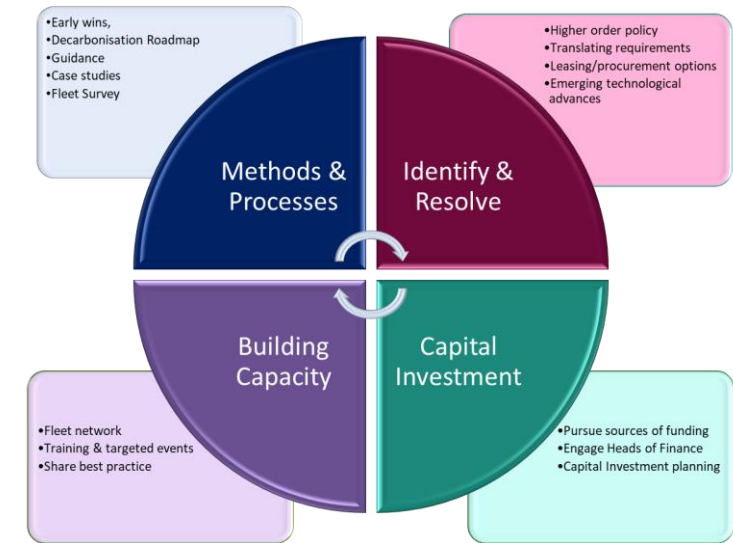 •Early wins,
•Decarbonisation Roadmap
•Guidance
•Case studies
•Fleet Survey
•Higher order policy
•Translating requirements
•Leasing/procurement options
•Emerging technological
advances
Methods &
Processes
Identify &
Resolve
Building
Capacity
Capital
Investment
•Fleet network
•Training & targeted events
•Share best practice
•Pursue sources of funding
•Engage Heads of Finance
•Capital Investment planning